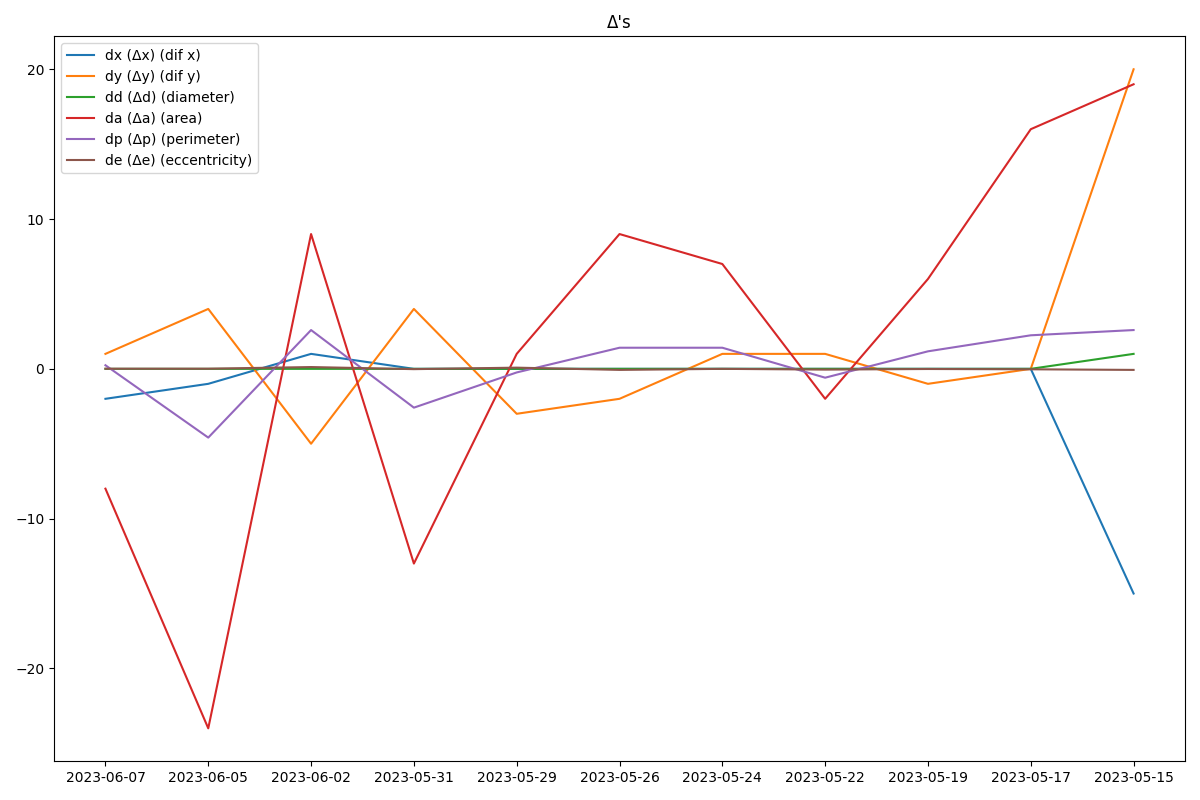 Δ's
dx (Δx) (dif x)
dy (Δy) (dif y)
dd (Δd) (diameter)
da (Δa) (area)
dp (Δp) (perimeter)
de (Δe) (eccentricity)
20
10
0
−10
−20
2023-06-07 2023-06-05 2023-06-02 2023-05-31 2023-05-29 2023-05-26 2023-05-24 2023-05-22 2023-05-19 2023-05-17 2023-05-15